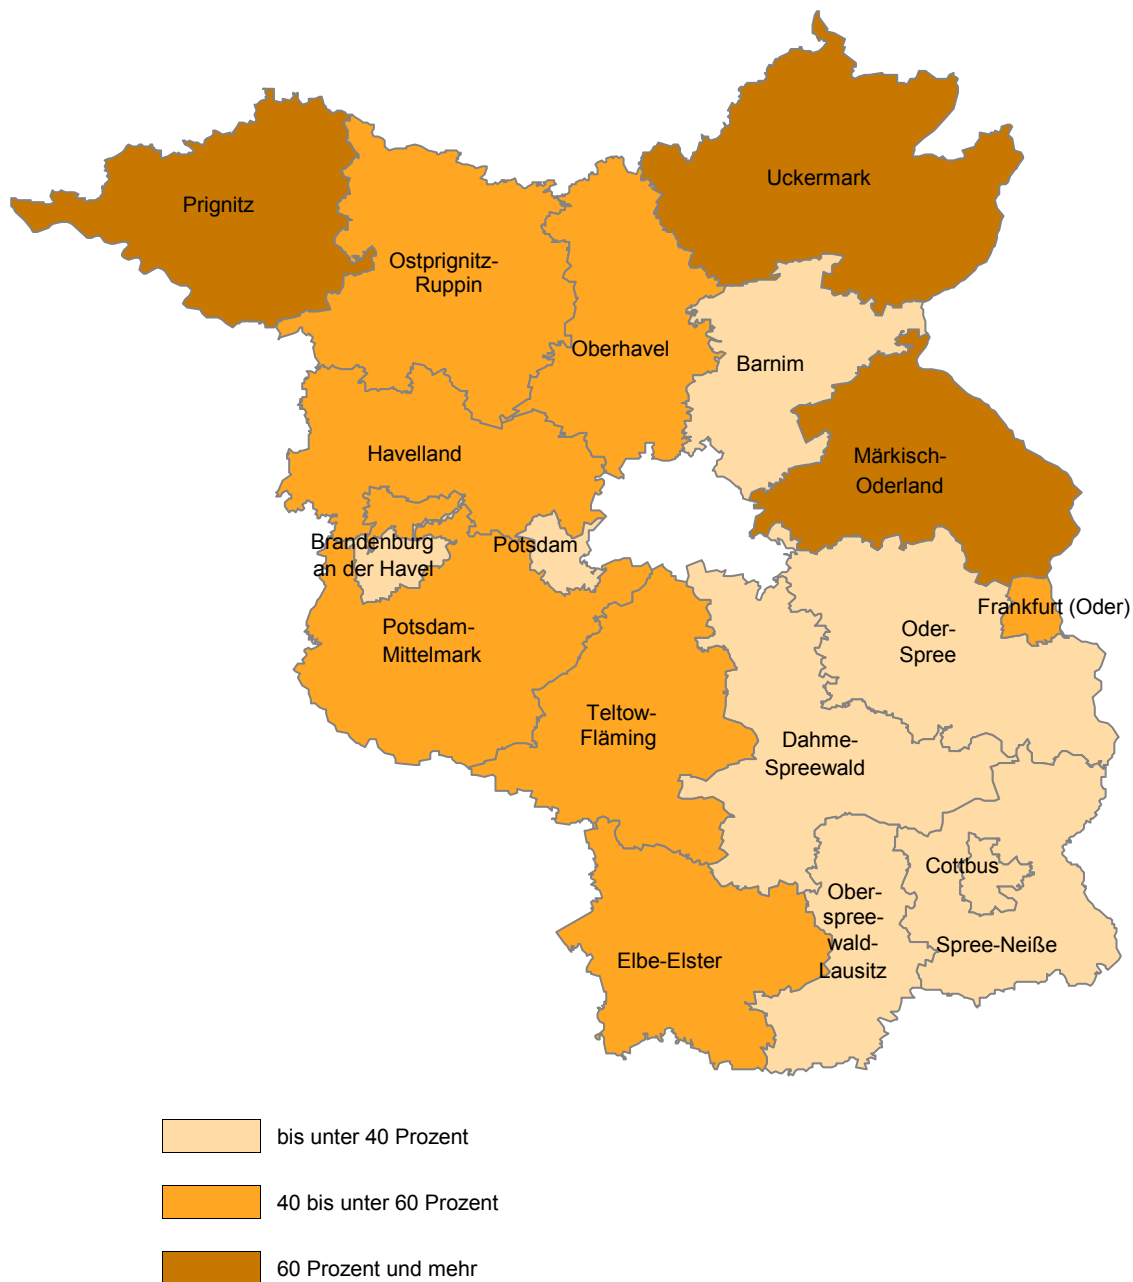 Uckermark
Prignitz
Ostprignitz-
Ruppin
Oberhavel
Barnim
Havelland
Märkisch-
Oderland
Brandenburg
an der Havel
Potsdam
Frankfurt (Oder)
Potsdam-
Mittelmark
Oder-
Spree
Teltow-
Fläming
Dahme-
Spreewald
Cottbus
Ober-
spree-
wald-
Lausitz
Spree-Neiße
Elbe-Elster
bis unter 40 Prozent
40 bis unter 60 Prozent
60 Prozent und mehr